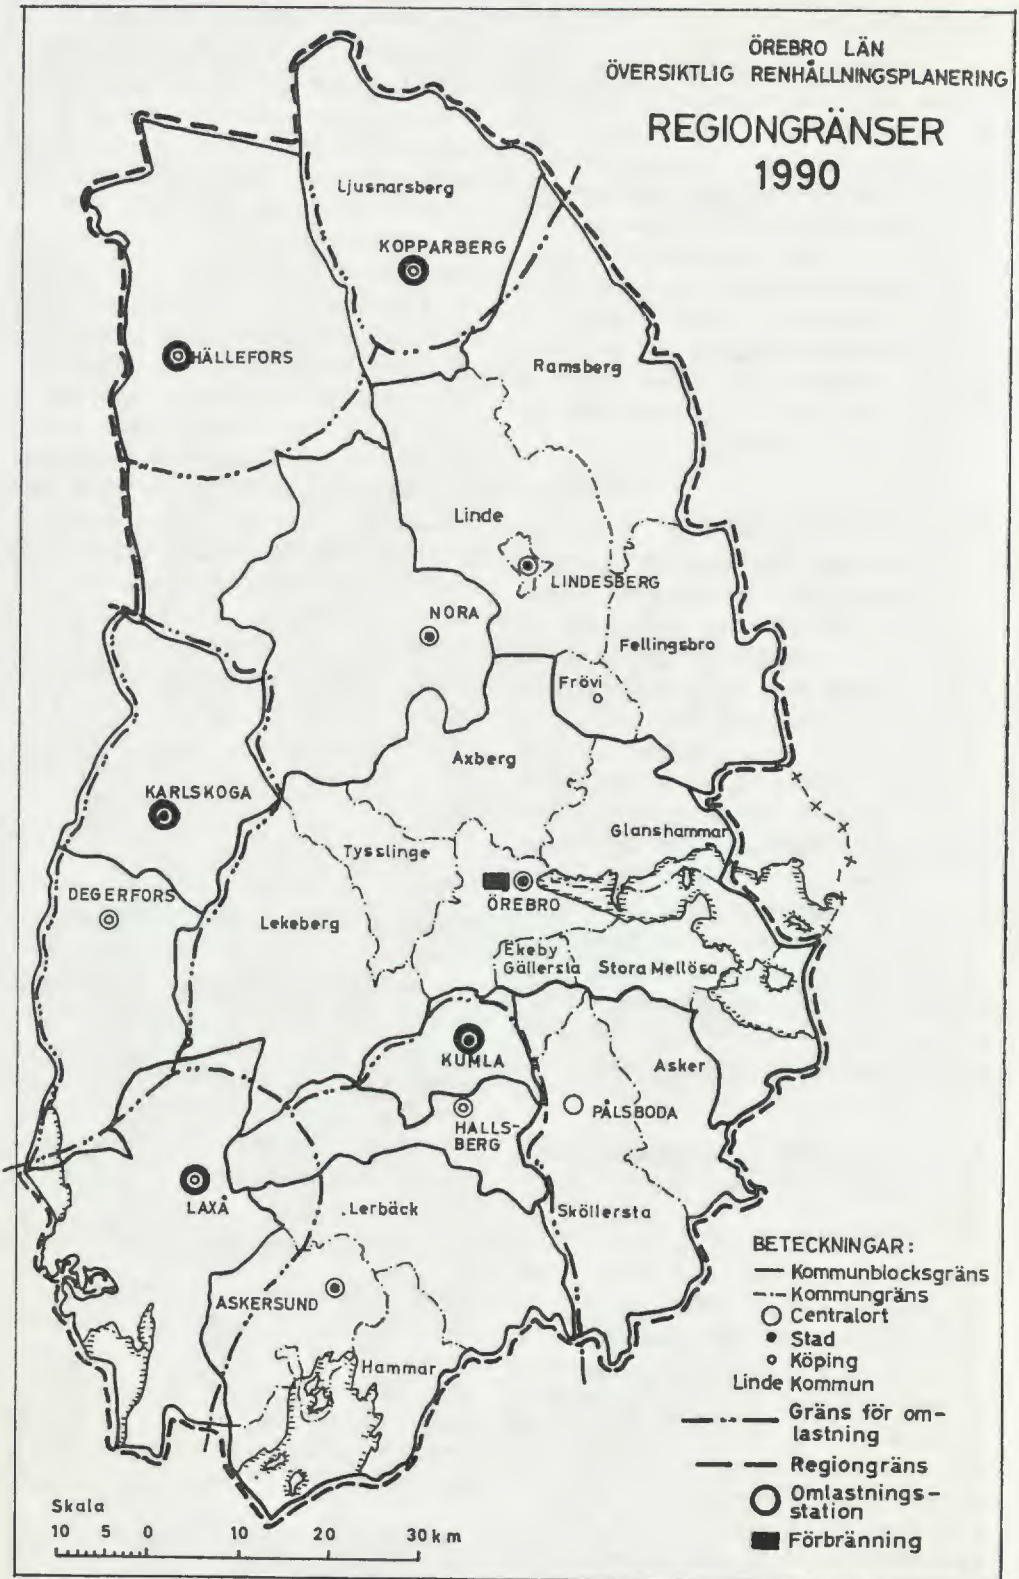 ÖREBRO LÄN
ÖVERSIKTLIG RENHÅLLNINGSPLANERING
REGIONGRÄNSER
1990
Ljusnarsberg
KOPPARBERG
HÄLLEFORS
Ramsberg
Linde
LINDESBERG
NORA
Fellingsbro
Frövi
Axberg
KARLSKOGA
Glanshammar
Tysslinge
DEGERFORS
ÖREBRO
Lekeberg
Ekeby
Gällersta
Stora Mellösa
KUMLA
Asker
PÅLSBODA
HALLS-
BERG
LAXÅ
Lerbäck
Sköllersta
ASKERSUND
Hammar
BETECKNINGAR:
Kommunblocksgräns
Kommungräns
Centralort
Stad
Köping
Linde Kommun
Gräns för om-
lastning
Regiongräns
Omlastnings-
station
Förbränning
Skala
10 5 0 10 20 30 km